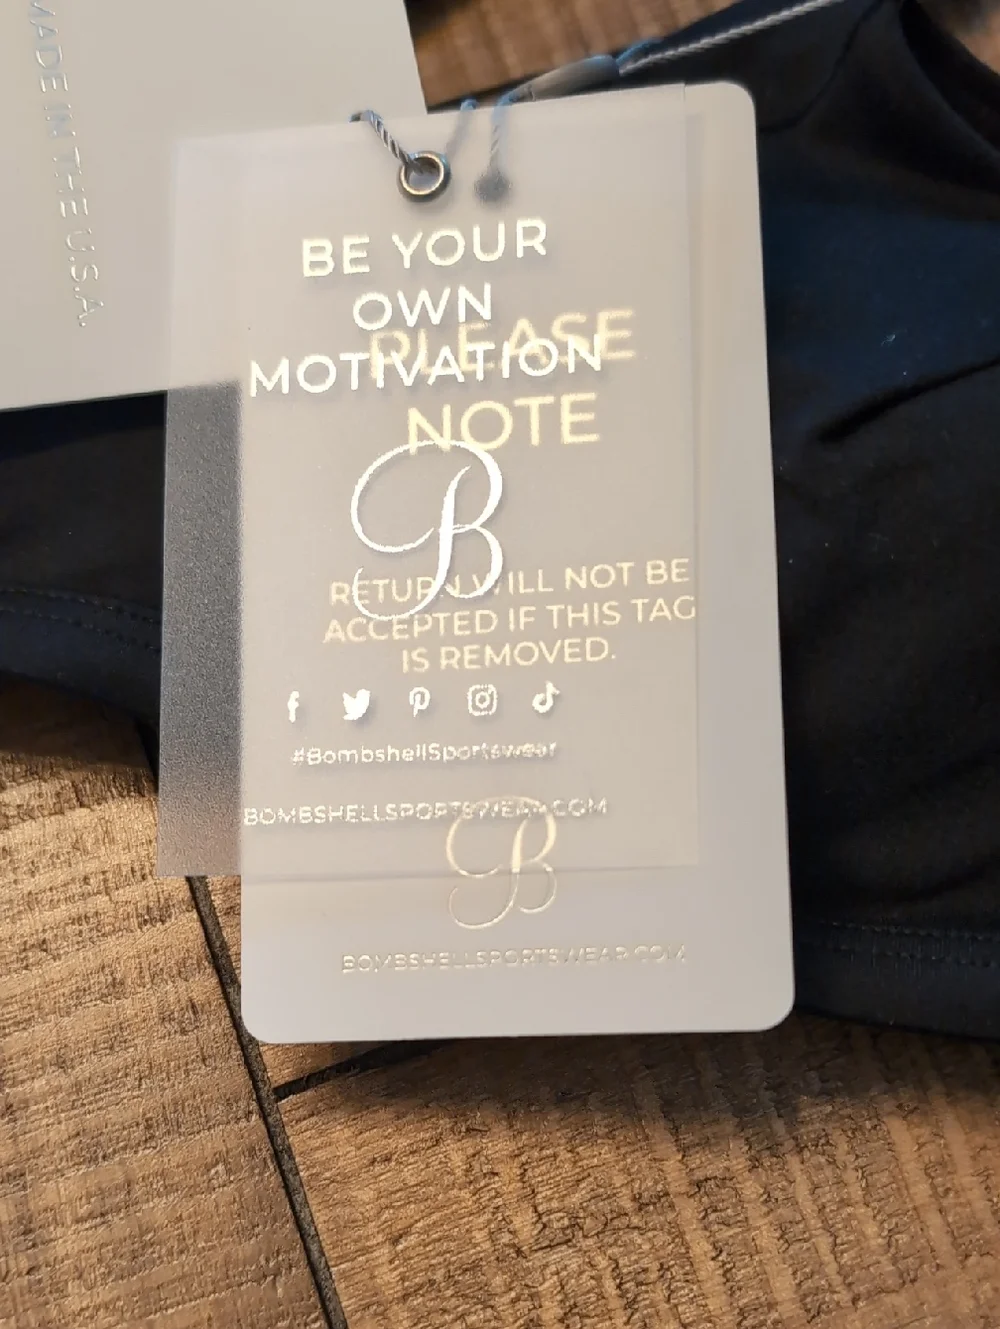 MADE IN THE U.S.A.
BE YOUR
OWN
MOTIVATION
B
#BombshellSportswear
BOMBSHELLSPORTSWEAR.COM
PLEASE
NOTE
RETURN WILL NOT BE
ACCEPTED IF THIS TAG
IS REMOVED.
B
BOMBSHELLSPORTSWEAR.COM